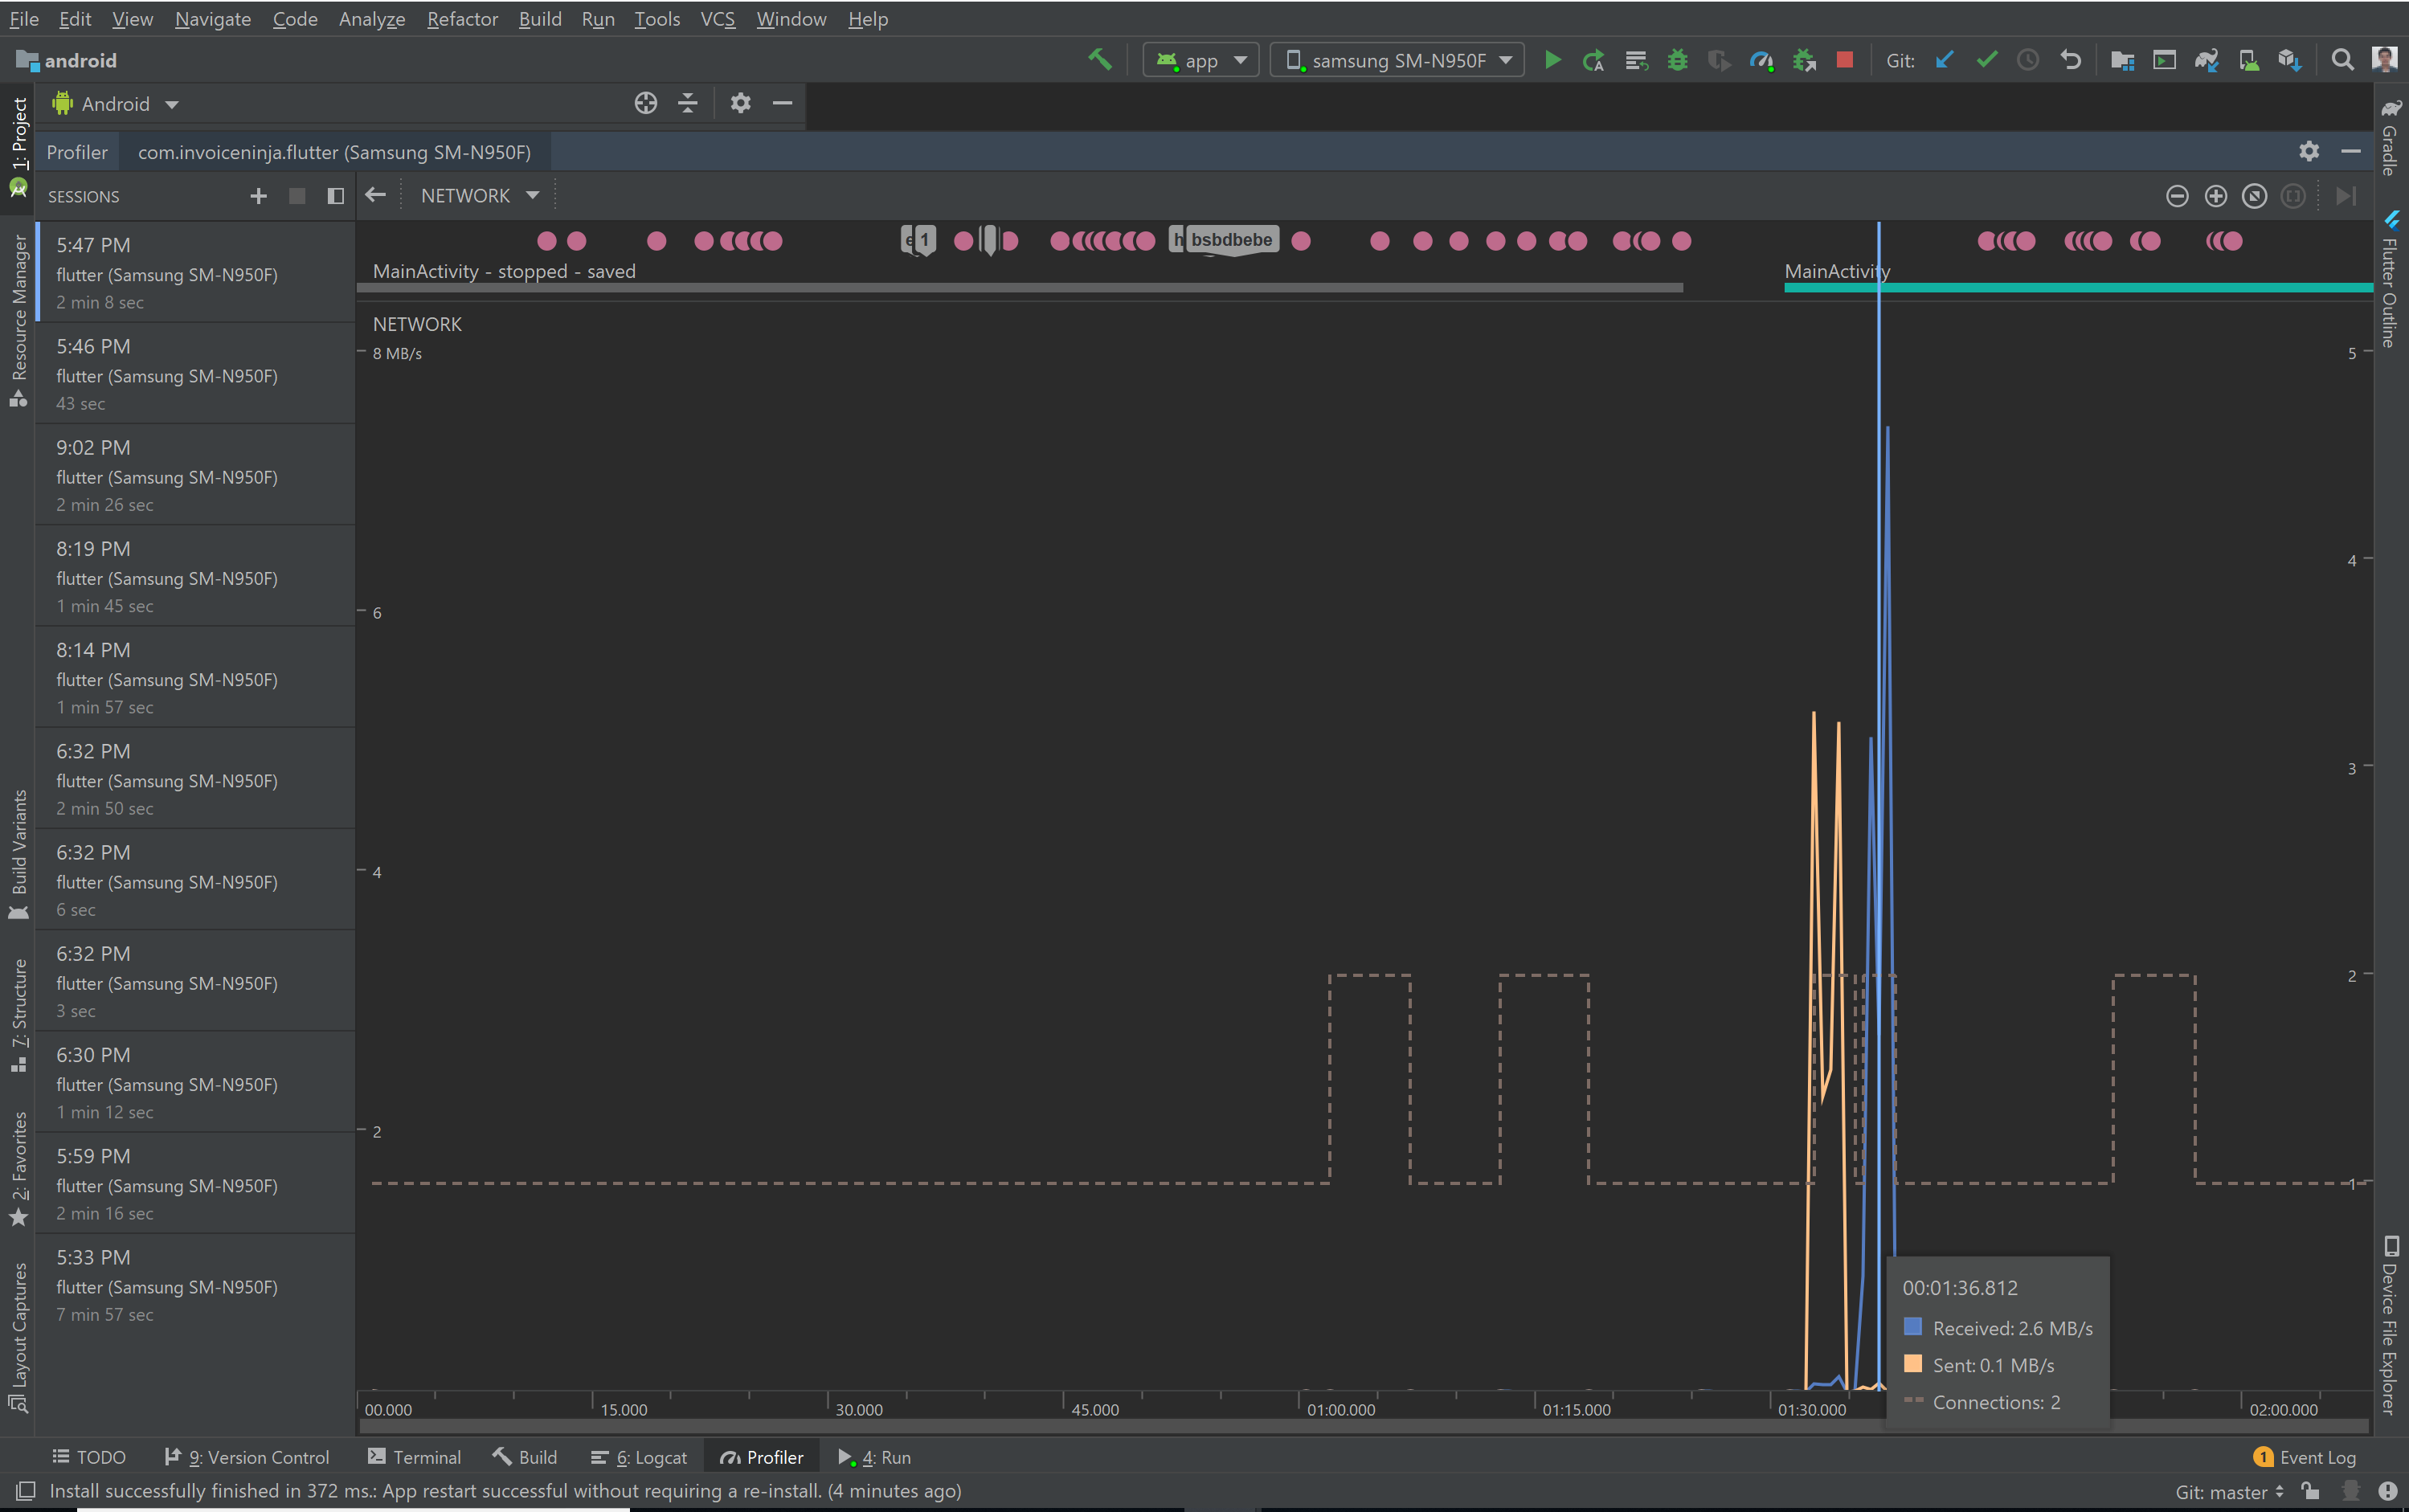 File Edit View Navigate Code Analyze Refactor Build Run Tools VCS Window Help
android
app
samsung SM-N950F
Git:
Android
Profiler
com.invoiceninja.flutter (Samsung SM-N950F)
SESSIONS
NETWORK
5:47 PM
flutter (Samsung SM-N950F)
2 min 8 sec
5:46 PM
flutter (Samsung SM-N950F)
43 sec
9:02 PM
flutter (Samsung SM-N950F)
2 min 26 sec
8:19 PM
flutter (Samsung SM-N950F)
1 min 45 sec
8:14 PM
flutter (Samsung SM-N950F)
1 min 57 sec
6:32 PM
flutter (Samsung SM-N950F)
2 min 50 sec
6:32 PM
flutter (Samsung SM-N950F)
6 sec
6:32 PM
flutter (Samsung SM-N950F)
3 sec
6:30 PM
flutter (Samsung SM-N950F)
1 min 12 sec
5:59 PM
flutter (Samsung SM-N950F)
2 min 16 sec
5:33 PM
flutter (Samsung SM-N950F)
7 min 57 sec
1
h
bsbdbebe
MainActivity - stopped - saved
MainActivity
NETWORK
8 MB/s
6
4
2
5
4
3
2
1
00:01:36.812
Received: 2.6 MB/s
Sent: 0.1 MB/s
Connections: 2
00.000
15.000
30.000
45.000
01:00.000
01:15.000
01:30.000
02:00.000
1: Project
Resource Manager
Build Variants
7: Structure
2: Favorites
Layout Captures
Gradle
Flutter Outline
Device File Explorer
TODO
9: Version Control
Terminal
Build
6: Logcat
Profiler
4: Run
1 Event Log
Install successfully finished in 372 ms.: App restart successful without requiring a re-install. (4 minutes ago)
Git: master